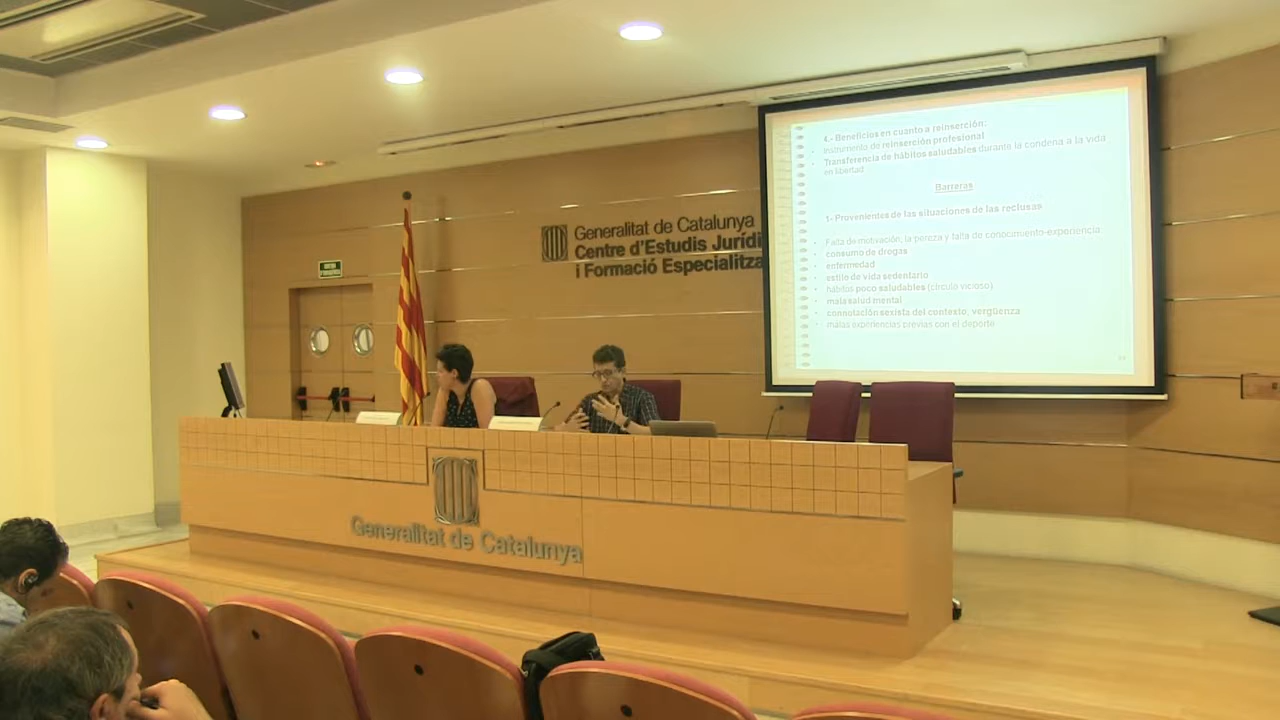 4.- Beneficios en cuanto a reinserción:
Instrumento de reinserción profesional
Transferencia de hábitos saludables durante la condena a la vida
en libertad
Barreras
1- Provenientes de las situaciones de las reclusas
Falta de motivación, la pereza y falta de conocimiento-experiencia
consumo de drogas
enfermedad
estilo de vida sedentario
hábitos poco saludables (círculo vicioso)
mala salud mental
connotación sexista del contexto, vergüenza
malas experiencias previas con el deporte
Generalitat de Catalunya
Centre d'Estudis Jurídi
i Formació Especialitza
Generalitat de Catalunya